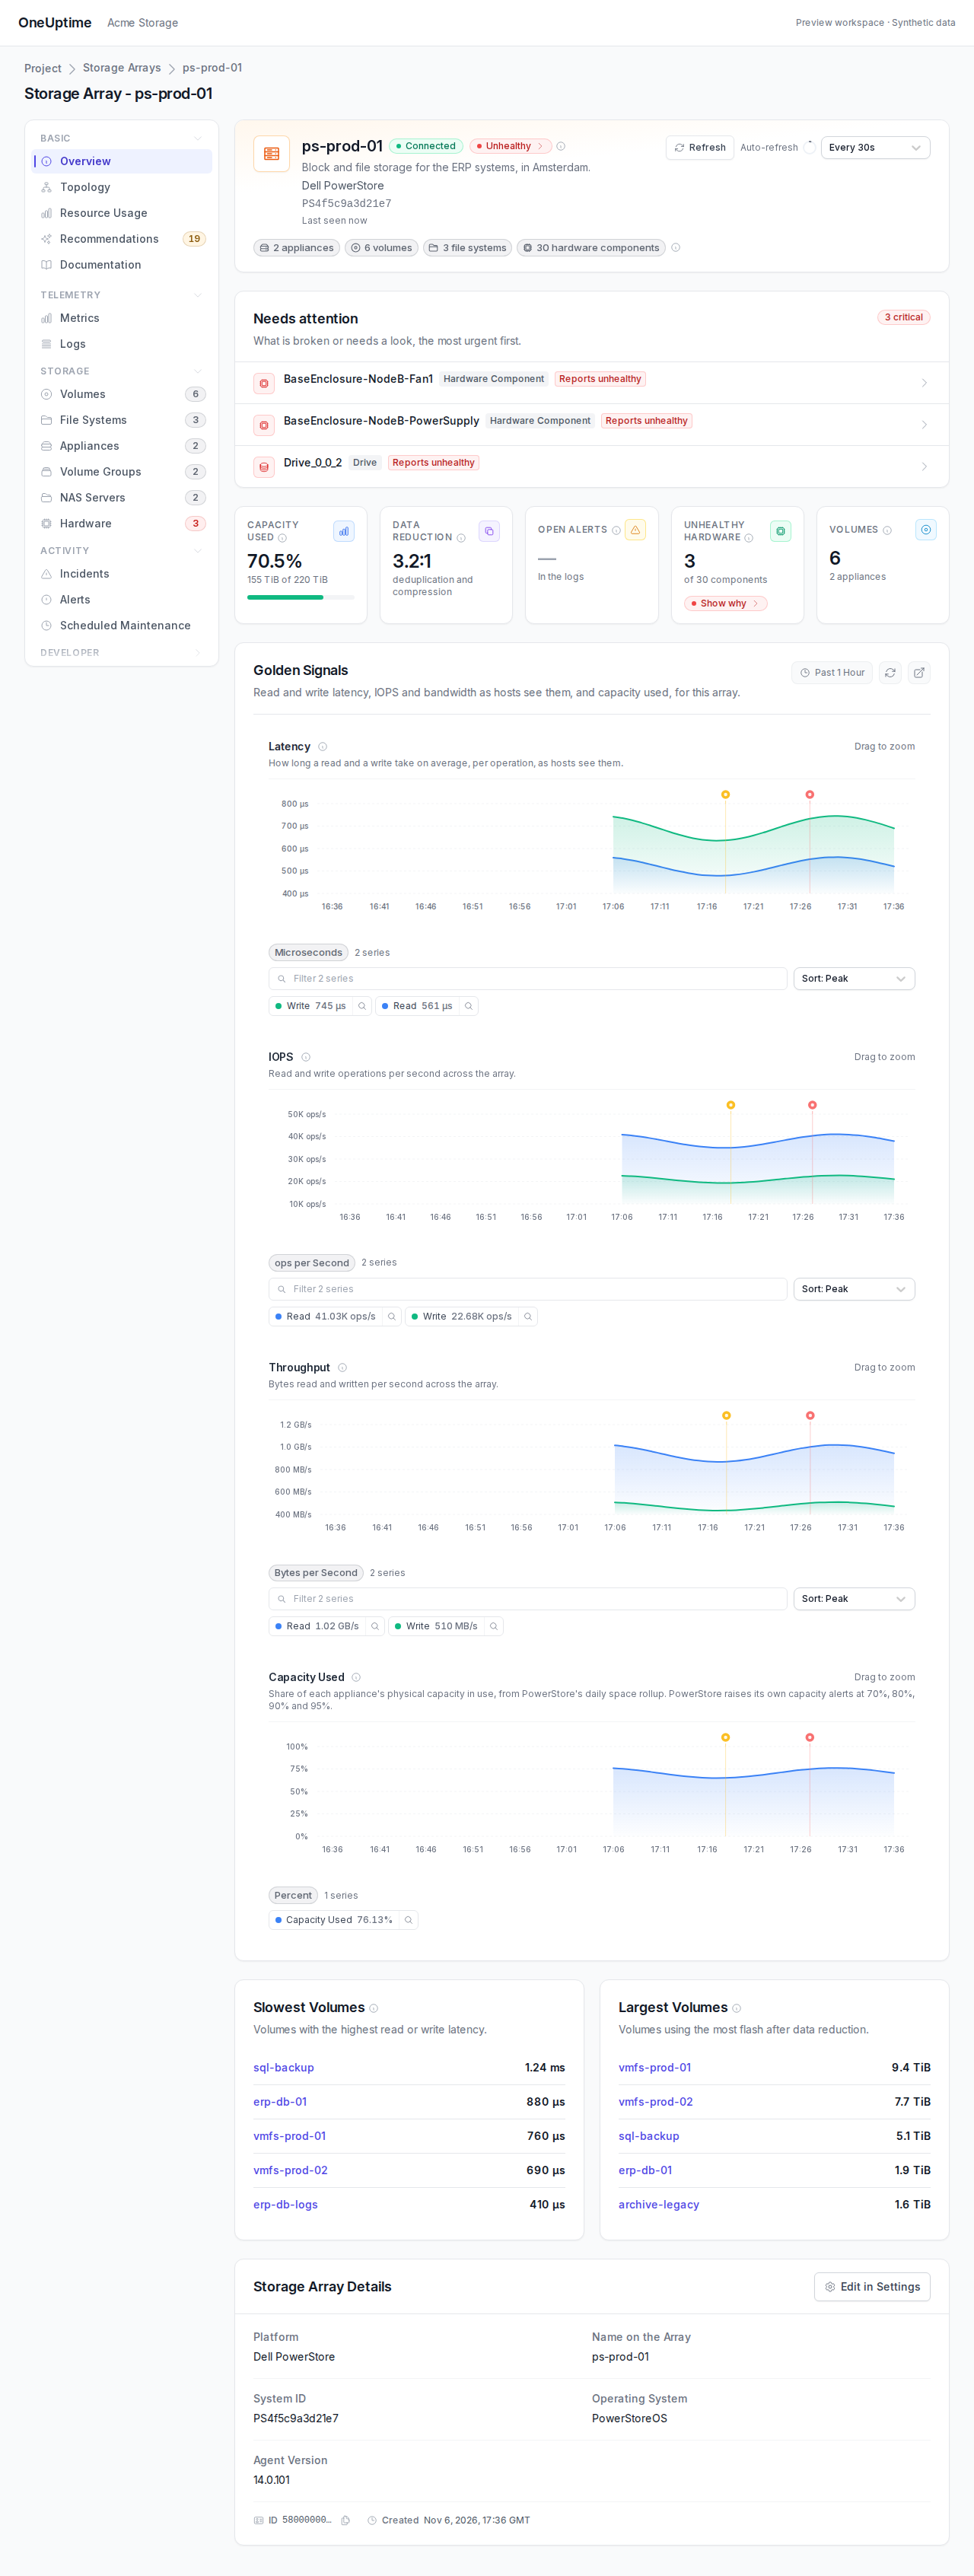 OneUptime Acme Storage Preview workspace · Synthetic data
Project > Storage Arrays > ps-prod-01
Storage Array - ps-prod-01
BASIC
Overview
Topology
Resource Usage
Recommendations 19
Documentation
TELEMETRY
Metrics
Logs
STORAGE
Volumes 6
File Systems 3
Appliances 2
Volume Groups 2
NAS Servers 2
Hardware 3
ACTIVITY
Incidents
Alerts
Scheduled Maintenance
DEVELOPER
ps-prod-01 Connected Unhealthy Refresh Auto-refresh Every 30s
Block and file storage for the ERP systems, in Amsterdam.
Dell PowerStore
PS4f5c9a3d21e7
Last seen now
2 appliances 6 volumes 3 file systems 30 hardware components
Needs attention 3 critical
What is broken or needs a look, the most urgent first.
BaseEnclosure-NodeB-Fan1 Hardware Component Reports unhealthy
BaseEnclosure-NodeB-PowerSupply Hardware Component Reports unhealthy
Drive_0_0_2 Drive Reports unhealthy
CAPACITY USED
70.5%
155 TiB of 220 TiB
DATA REDUCTION
3.2:1
deduplication and
compression
OPEN ALERTS
—
In the logs
UNHEALTHY HARDWARE
3
of 30 components
Show why
VOLUMES
6
2 appliances
Golden Signals Past 1 Hour
Read and write latency, IOPS and bandwidth as hosts see them, and capacity used, for this array.
Latency Drag to zoom
How long a read and a write take on average, per operation, as hosts see them.
800 µs
700 µs
600 µs
500 µs
400 µs
16:36 16:41 16:46 16:51 16:56 17:01 17:06 17:11 17:16 17:21 17:26 17:31 17:36
Microseconds 2 series
Filter 2 series Sort: Peak
Write 745 µs Read 561 µs
IOPS Drag to zoom
Read and write operations per second across the array.
50K ops/s
40K ops/s
30K ops/s
20K ops/s
10K ops/s
16:36 16:41 16:46 16:51 16:56 17:01 17:06 17:11 17:16 17:21 17:26 17:31 17:36
ops per Second 2 series
Filter 2 series Sort: Peak
Read 41.03K ops/s Write 22.68K ops/s
Throughput Drag to zoom
Bytes read and written per second across the array.
1.2 GB/s
1.0 GB/s
800 MB/s
600 MB/s
400 MB/s
16:36 16:41 16:46 16:51 16:56 17:01 17:06 17:11 17:16 17:21 17:26 17:31 17:36
Bytes per Second 2 series
Filter 2 series Sort: Peak
Read 1.02 GB/s Write 510 MB/s
Capacity Used Drag to zoom
Share of each appliance's physical capacity in use, from PowerStore's daily space rollup. PowerStore raises its own capacity alerts at 70%, 80%,
90% and 95%.
100%
75%
50%
25%
0%
16:36 16:41 16:46 16:51 16:56 17:01 17:06 17:11 17:16 17:21 17:26 17:31 17:36
Percent 1 series
Capacity Used 76.13%
Slowest Volumes
Volumes with the highest read or write latency.
sql-backup 1.24 ms
erp-db-01 880 µs
vmfs-prod-01 760 µs
vmfs-prod-02 690 µs
erp-db-logs 410 µs
Largest Volumes
Volumes using the most flash after data reduction.
vmfs-prod-01 9.4 TiB
vmfs-prod-02 7.7 TiB
sql-backup 5.1 TiB
erp-db-01 1.9 TiB
archive-legacy 1.6 TiB
Storage Array Details Edit in Settings
Platform Name on the Array
Dell PowerStore ps-prod-01
System ID Operating System
PS4f5c9a3d21e7 PowerStoreOS
Agent Version
14.0.101
ID 58000000… Created Nov 6, 2026, 17:36 GMT